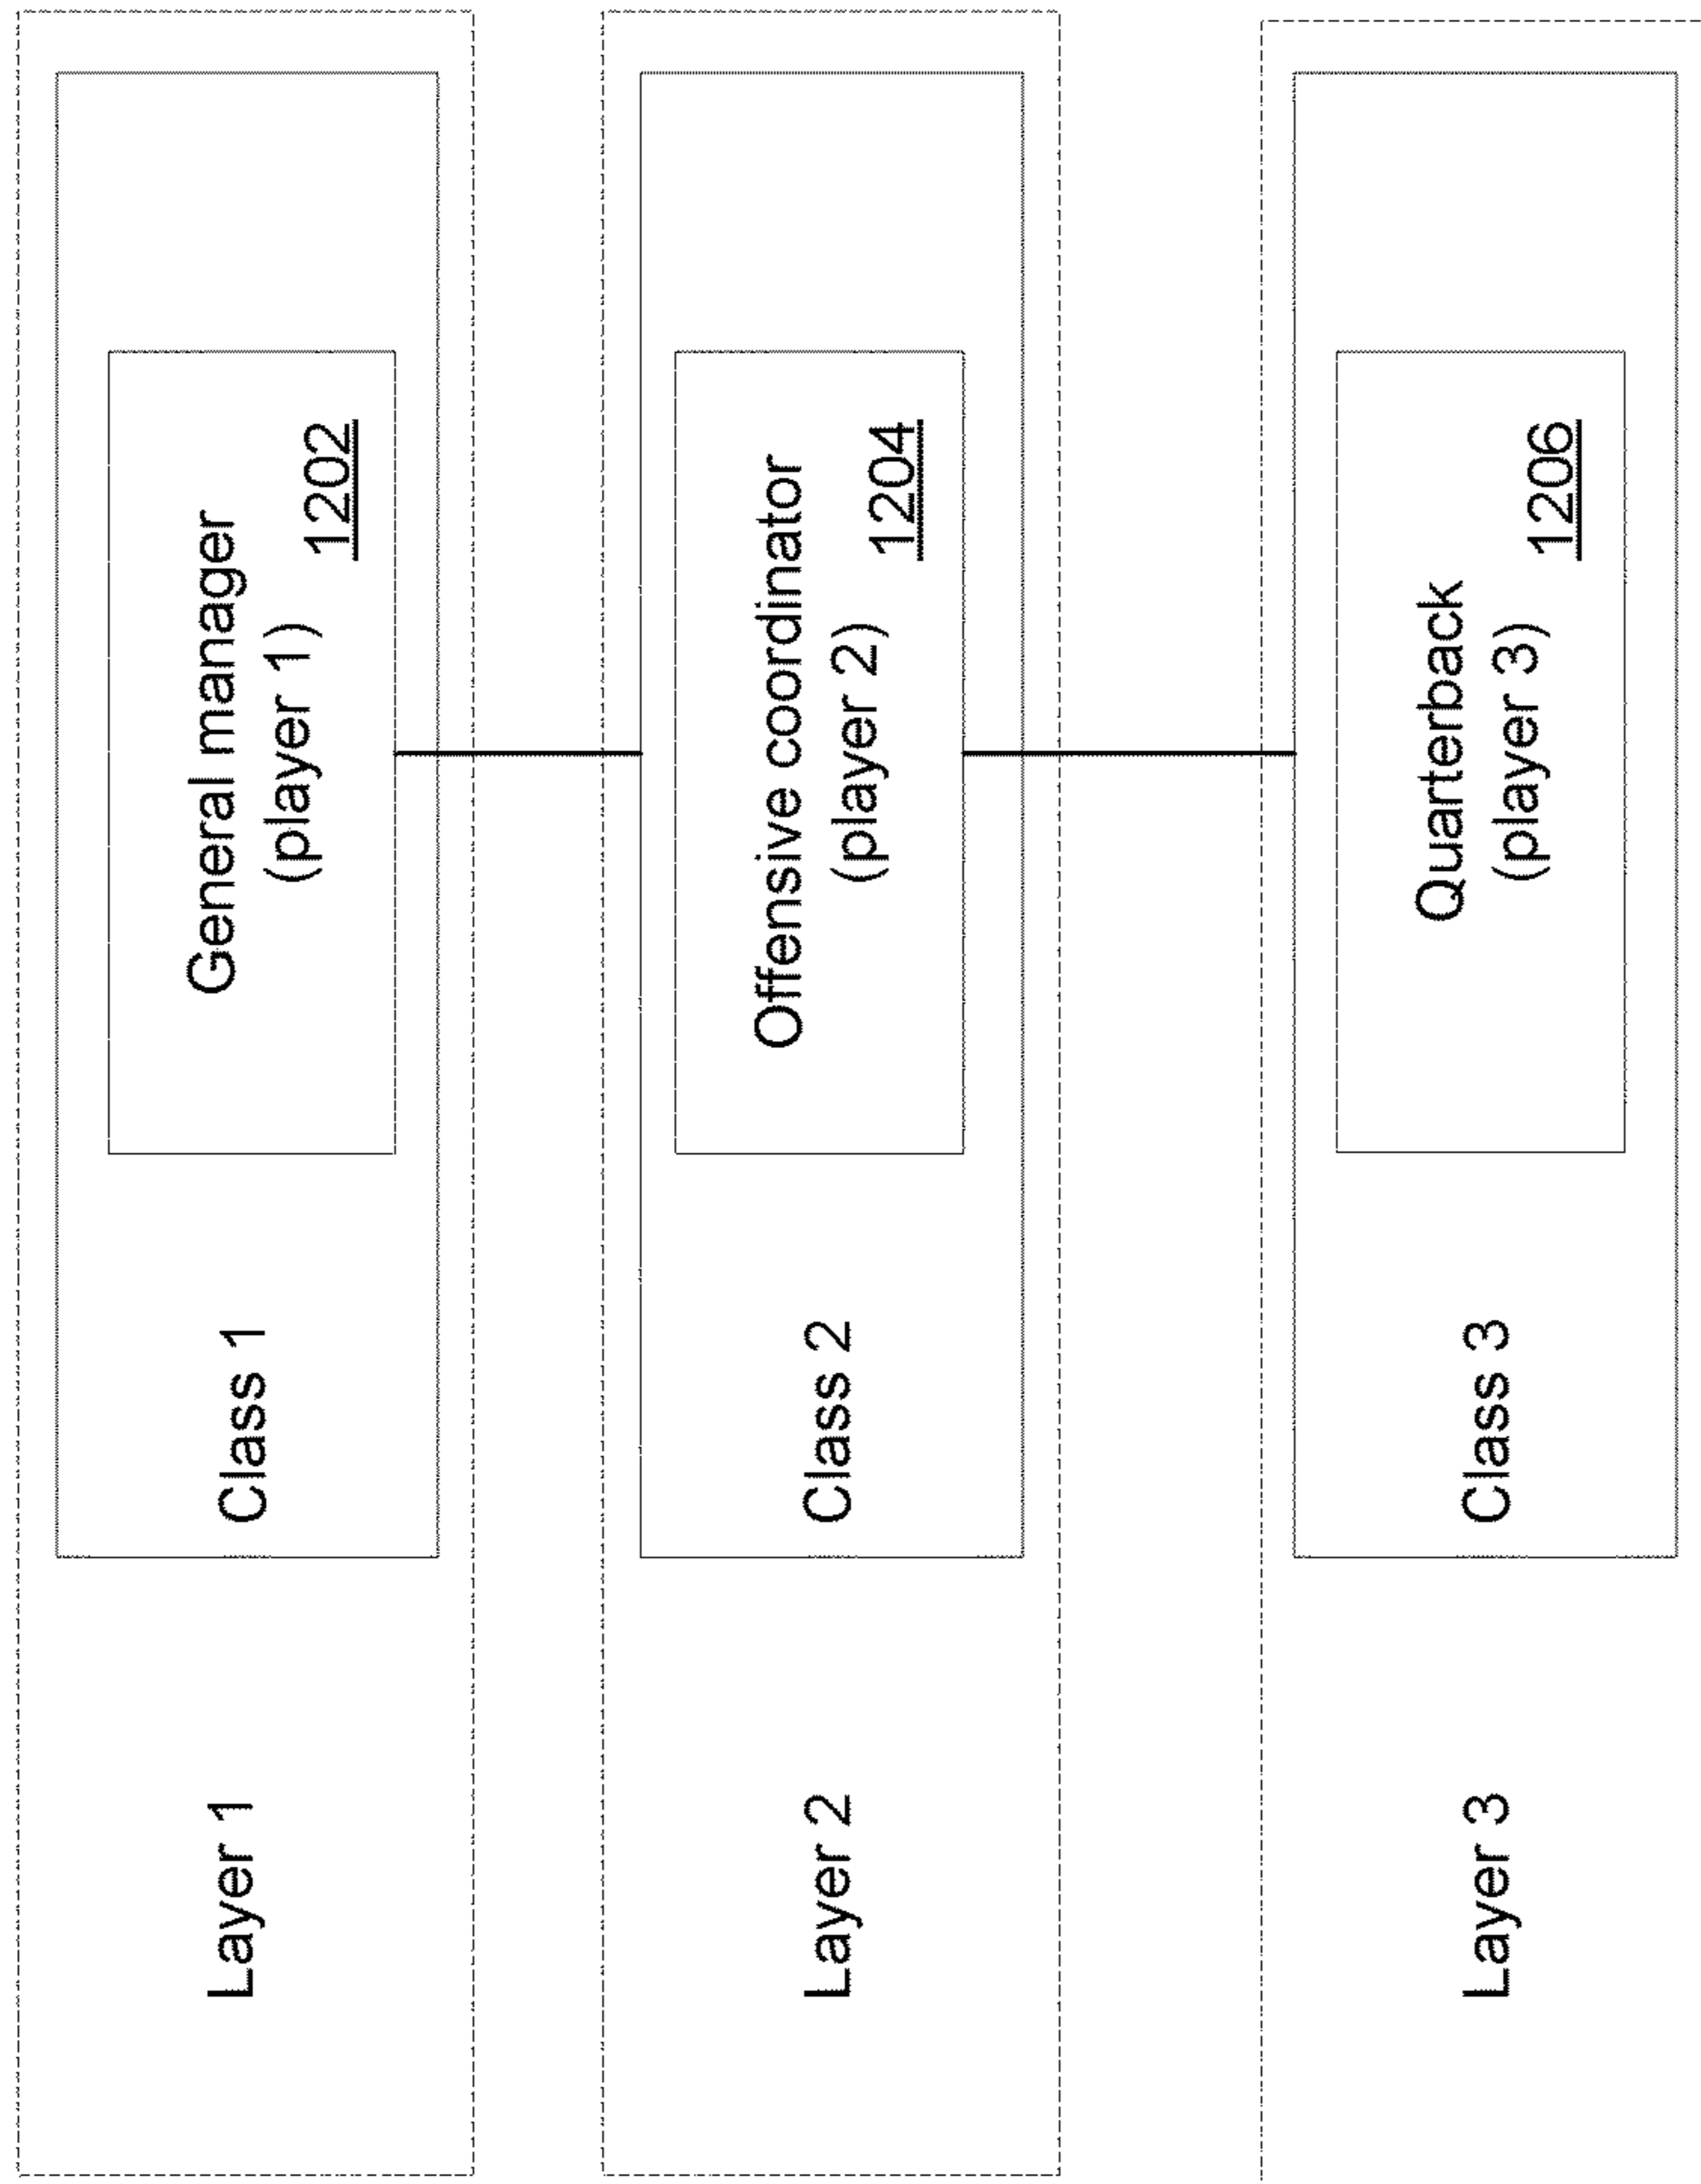 Layer 1
Class 1
General manager
(player 1)
1202
Layer 2
Class 2
Offensive coordinator
(player 2)
1204
Layer 3
Class 3
Quarterback
(player 3)
1206